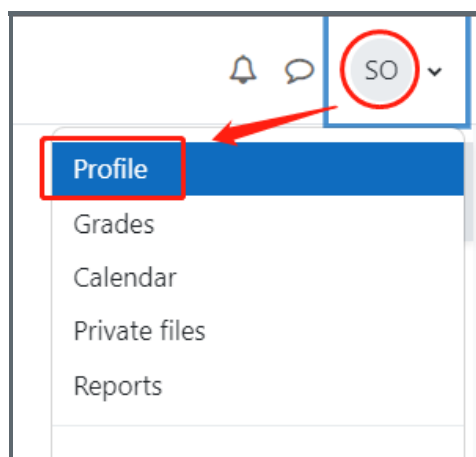 SO
Profile
Grades
Calendar
Private files
Reports